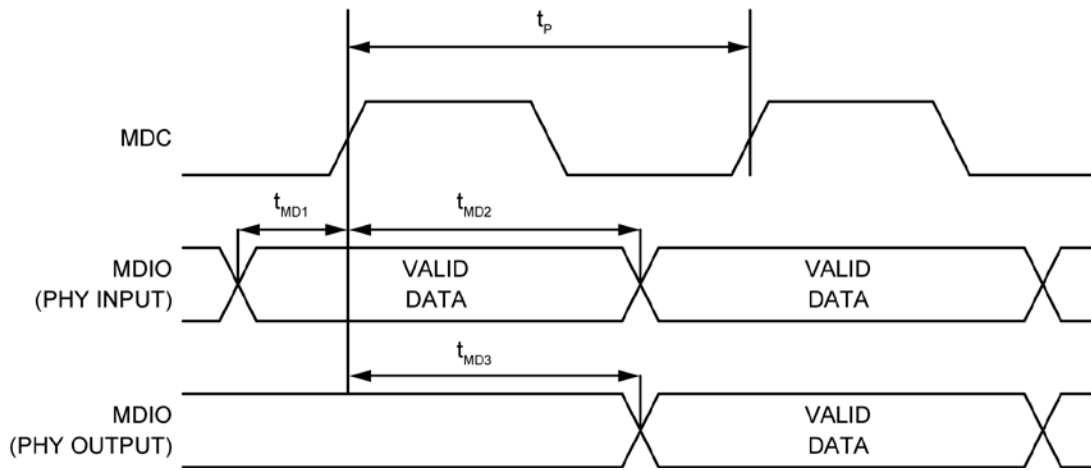 tP
MDC
tMD1
tMD2
MDIO
(PHY INPUT)
VALID
DATA
VALID
DATA
tMD3
MDIO
(PHY OUTPUT)
VALID
DATA